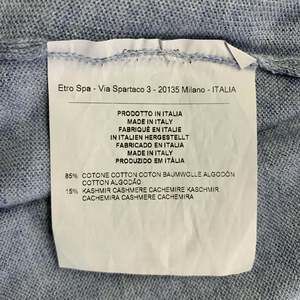 Etro Spa - Via Spartaco 3 - 20135 Milano - ITALIA
PRODOTTO IN ITALIA
MADE IN ITALY
FABRIQUÉ EN ITALIE
IN ITALIEN HERGESTELLT
FABRICADO EN ITALIA
MADE IN ITALY
PRODUZIDO EM ITÁLIA
85% COTONE COTTON COTON BAUMWOLLE ALGODÓN
COTTON ALGODÃO
15% KASHMIR CASHMERE CACHEMIRE KASCHMIR
CACHEMIRA CASHMERE CACHEMIRA